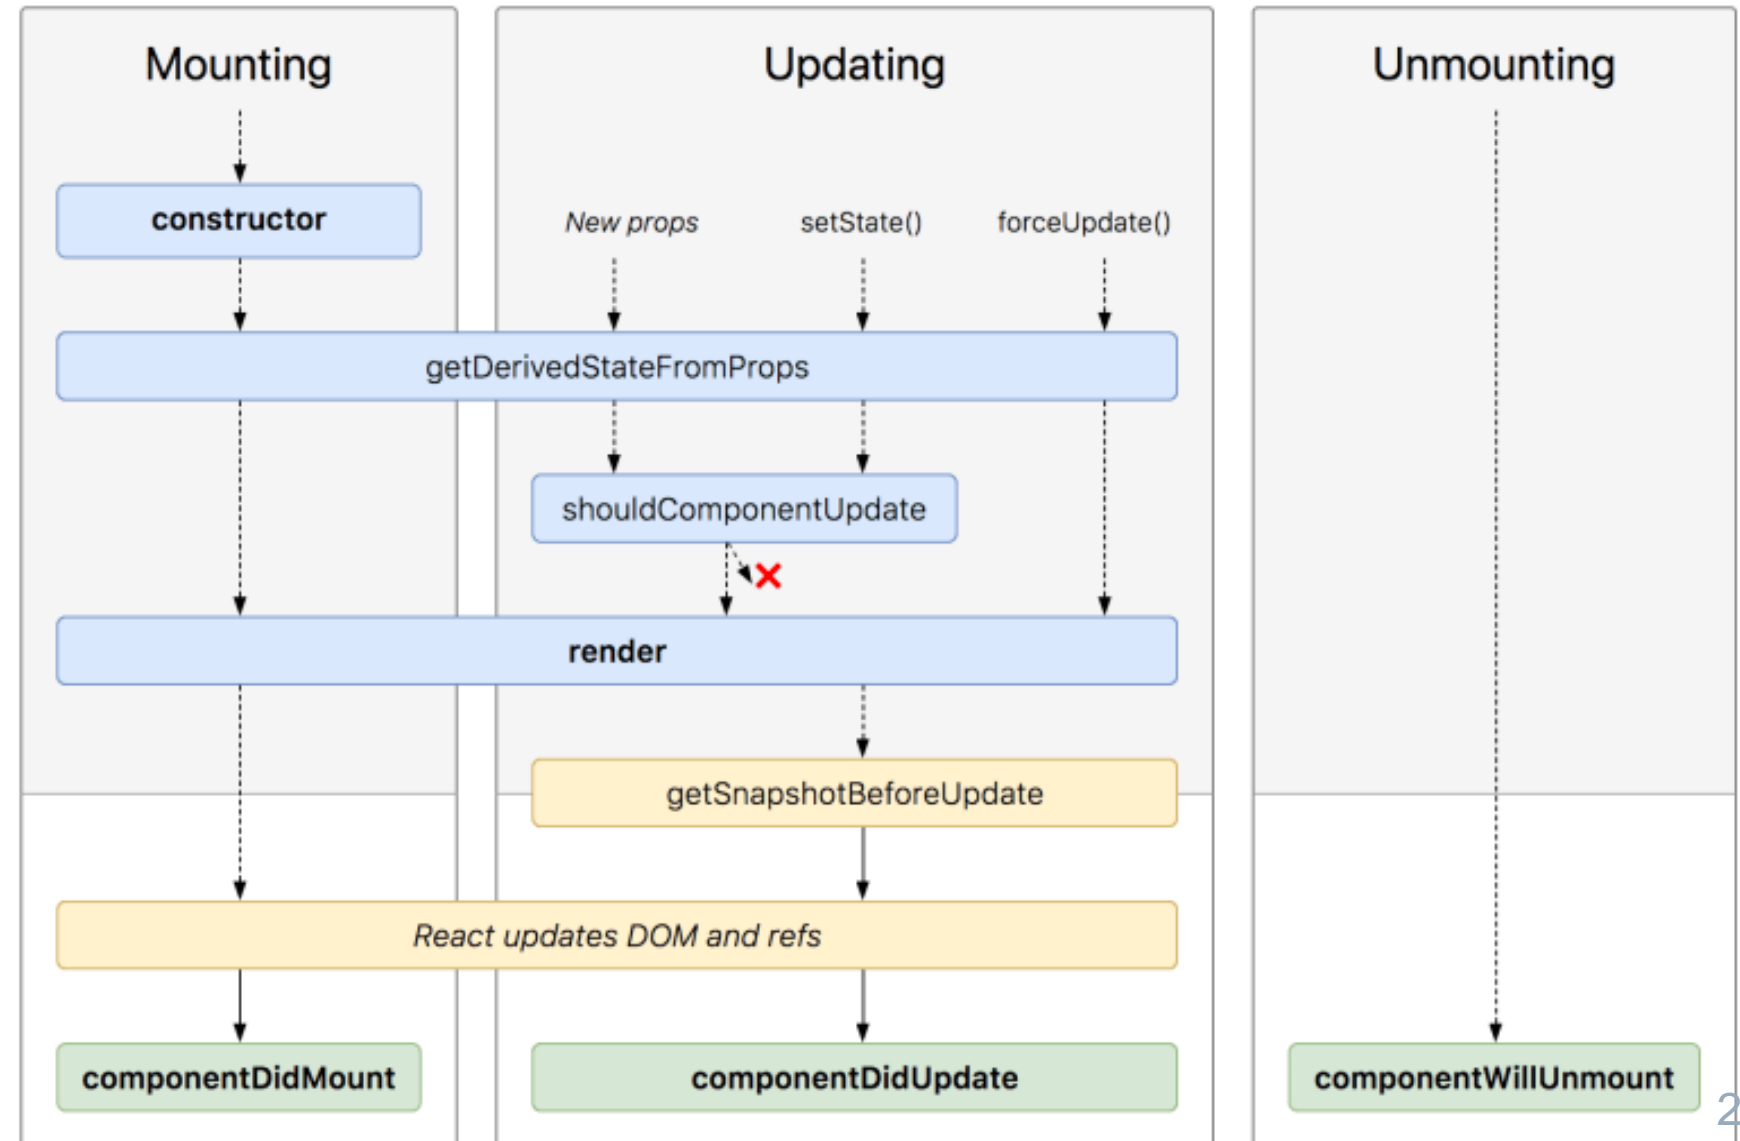 Mounting
Updating
Unmounting
constructor
New props
setState()
forceUpdate()
getDerivedStateFromProps
shouldComponentUpdate
render
getSnapshotBeforeUpdate
React updates DOM and refs
componentDidMount
componentDidUpdate
componentWillUnmount
2